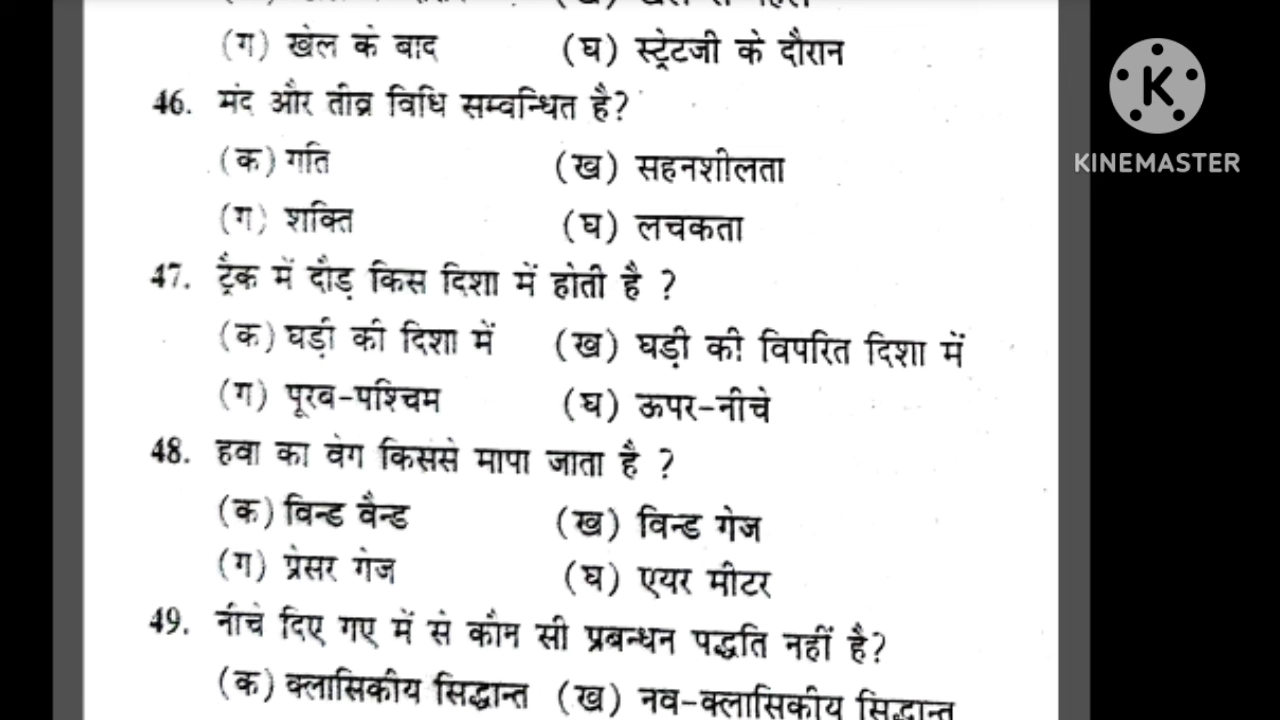 (ग) खेल के बाद (घ) स्ट्रेटजी के दौरान
46. मंद और तीव्र विधि सम्वन्धित है?
(क) गति (ख) सहनशीलता
(ग) शक्ति (घ) लचकता
47. ट्रैक में दौड़ किस दिशा में होती है ?
(क) घड़ी की दिशा में (ख) घड़ी की विपरित दिशा में
(ग) पूरब-पश्चिम (घ) ऊपर-नीचे
48. हवा का वेग किससे मापा जाता है ?
(क) विन्ड वैन्ड (ख) विन्ड गेज
(ग) प्रेसर गेज (घ) एयर मीटर
49. नीचे दिए गए में से कौन सी प्रबन्धन पद्धति नहीं है?
(क) क्लासिकीय सिद्धान्त (ख) नव-क्लासिकीय सिद्धान्त
K
KINEMASTER